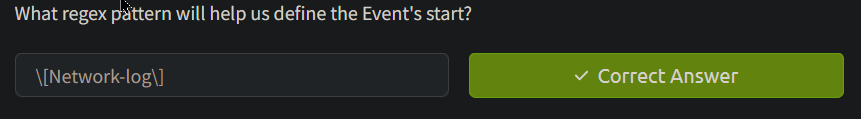 What regex pattern will help us define the Event's start?
\[Network-log\]
✓ Correct Answer